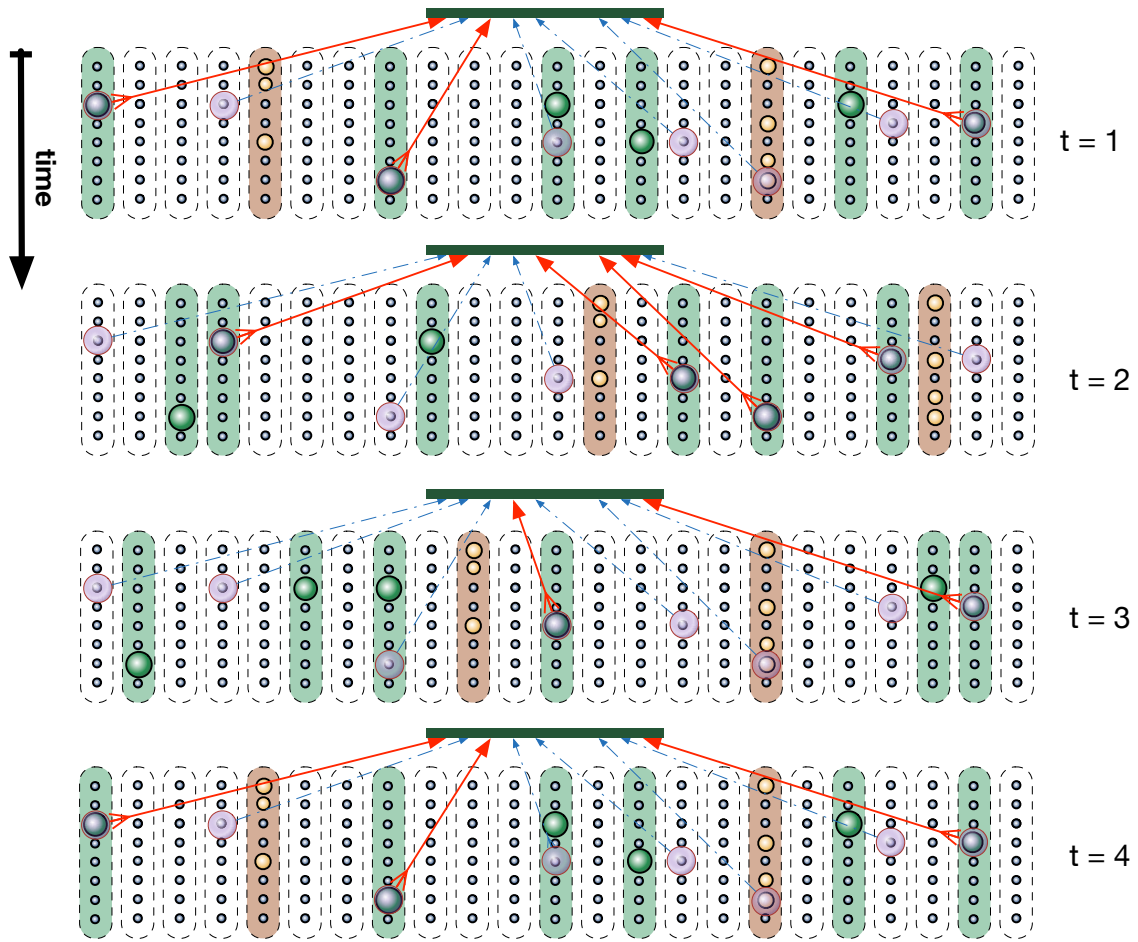 t = 1
time
t = 2
t = 3
t = 4